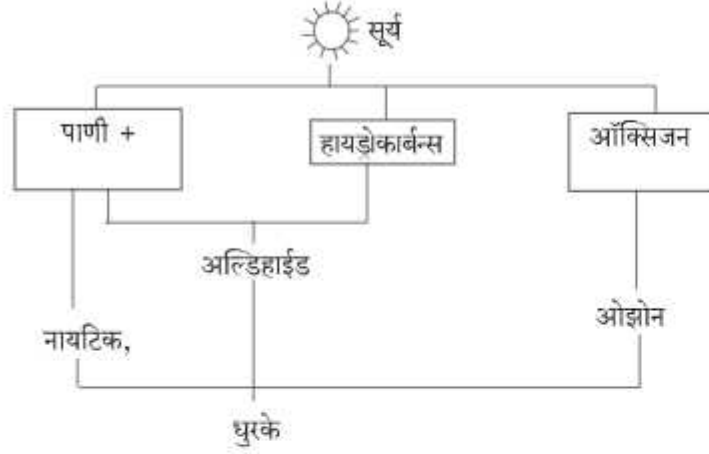 सूर्य
पाणी +
हायड्रोकार्बन्स
ऑक्सिजन
अल्डिहाईड
ओझोन
नायटिक,
धुरके